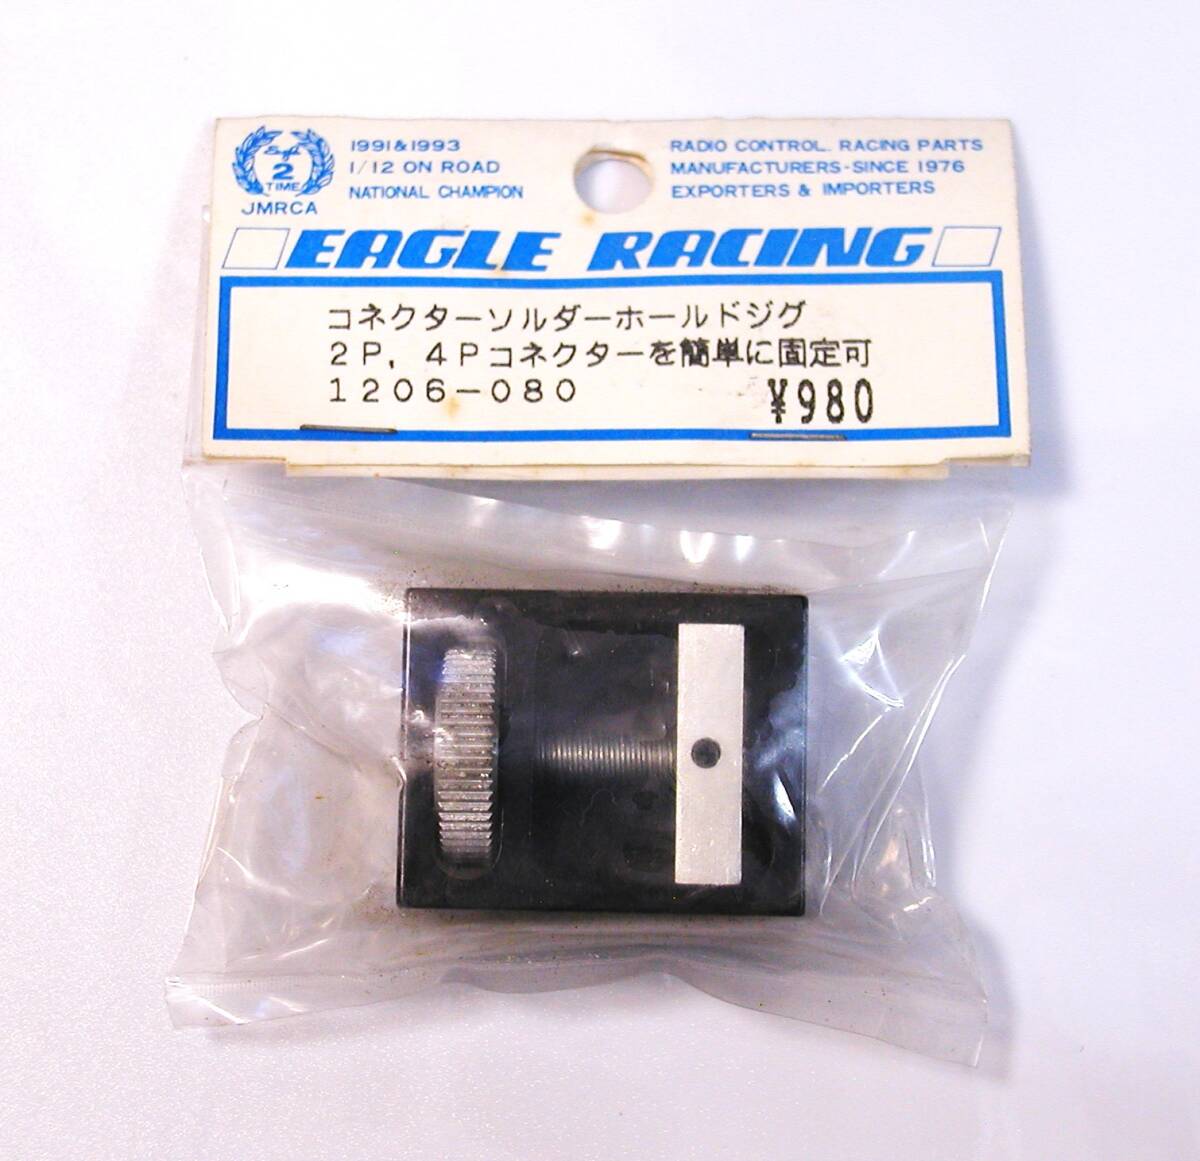 2
TIME
JMRCA
1991&1993
1/12 ON ROAD
NATIONAL CHAMPION
RADIO CONTROL. RACING PARTS
MANUFACTURERS-SINCE 1976
EXPORTERS & IMPORTERS
EAGLE RACING
コネクターソルダーホールドジグ
2P, 4Pコネクターを簡単に固定可
1206-080
¥980